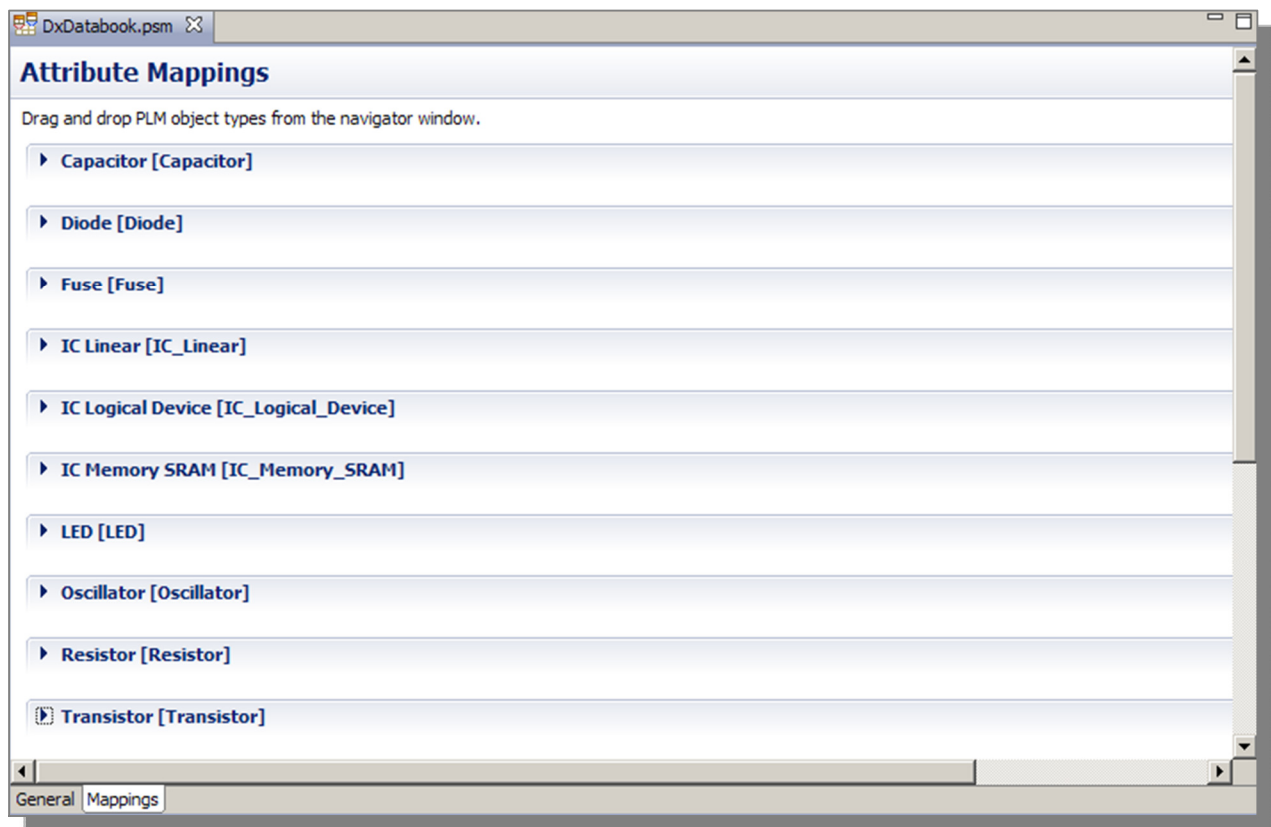 DxDatabook.psm
Attribute Mappings
Drag and drop PLM object types from the navigator window.
Capacitor [Capacitor]
Diode [Diode]
Fuse [Fuse]
IC Linear [IC_Linear]
IC Logical Device [IC_Logical_Device]
IC Memory SRAM [IC_Memory_SRAM]
LED [LED]
Oscillator [Oscillator]
Resistor [Resistor]
Transistor [Transistor]
General Mappings